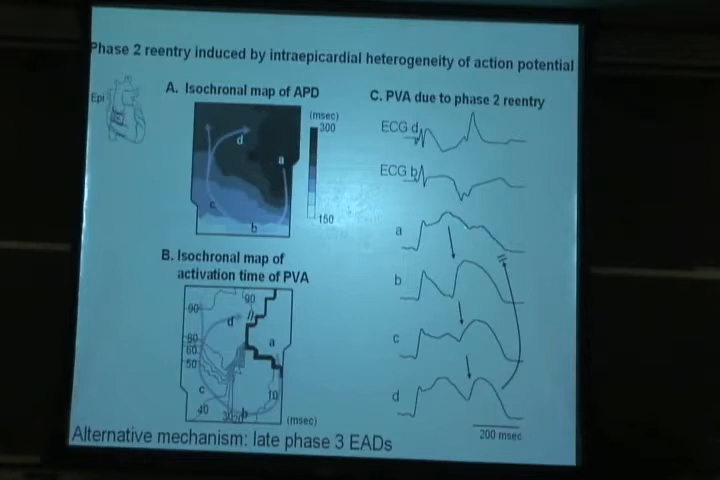 Phase 2 reentry induced by intraepicardial heterogeneity of action potential
Epi
A. Isochronal map of APD
(msec)
300
150
d
a
c
b
B. Isochronal map of
activation time of PVA
90
90
d
80
60
50
a
c
40
10
b
(msec)
C. PVA due to phase 2 reentry
ECG d
ECG b
a
b
c
d
200 msec
Alternative mechanism: late phase 3 EADs